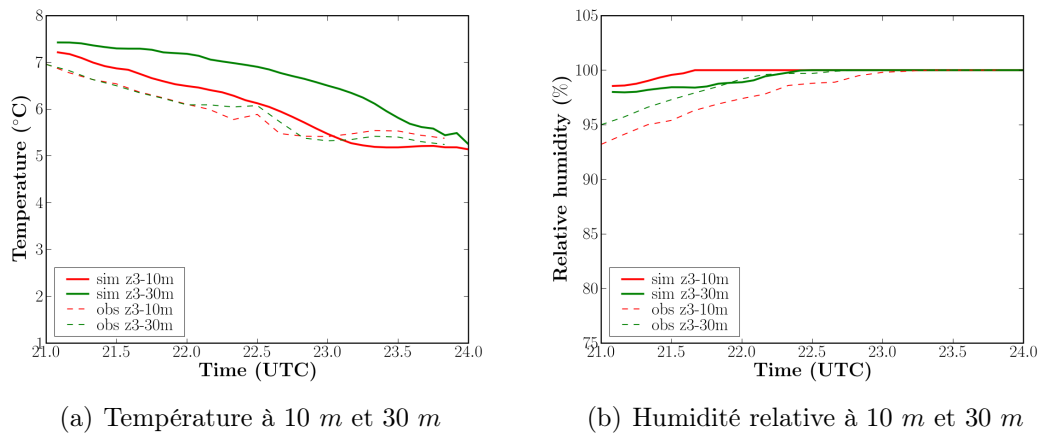 8
7
6
5
4
3
2
1
Temperature (°C)
21.0 21.5 22.0 22.5 23.0 23.5 24.0
Time (UTC)
sim z3-10m
sim z3-30m
obs z3-10m
obs z3-30m
(a) Température à 10 m et 30 m
105
100
95
90
85
80
75
Relative humidity (%)
21.0 21.5 22.0 22.5 23.0 23.5 24.0
Time (UTC)
sim z3-10m
sim z3-30m
obs z3-10m
obs z3-30m
(b) Humidité relative à 10 m et 30 m